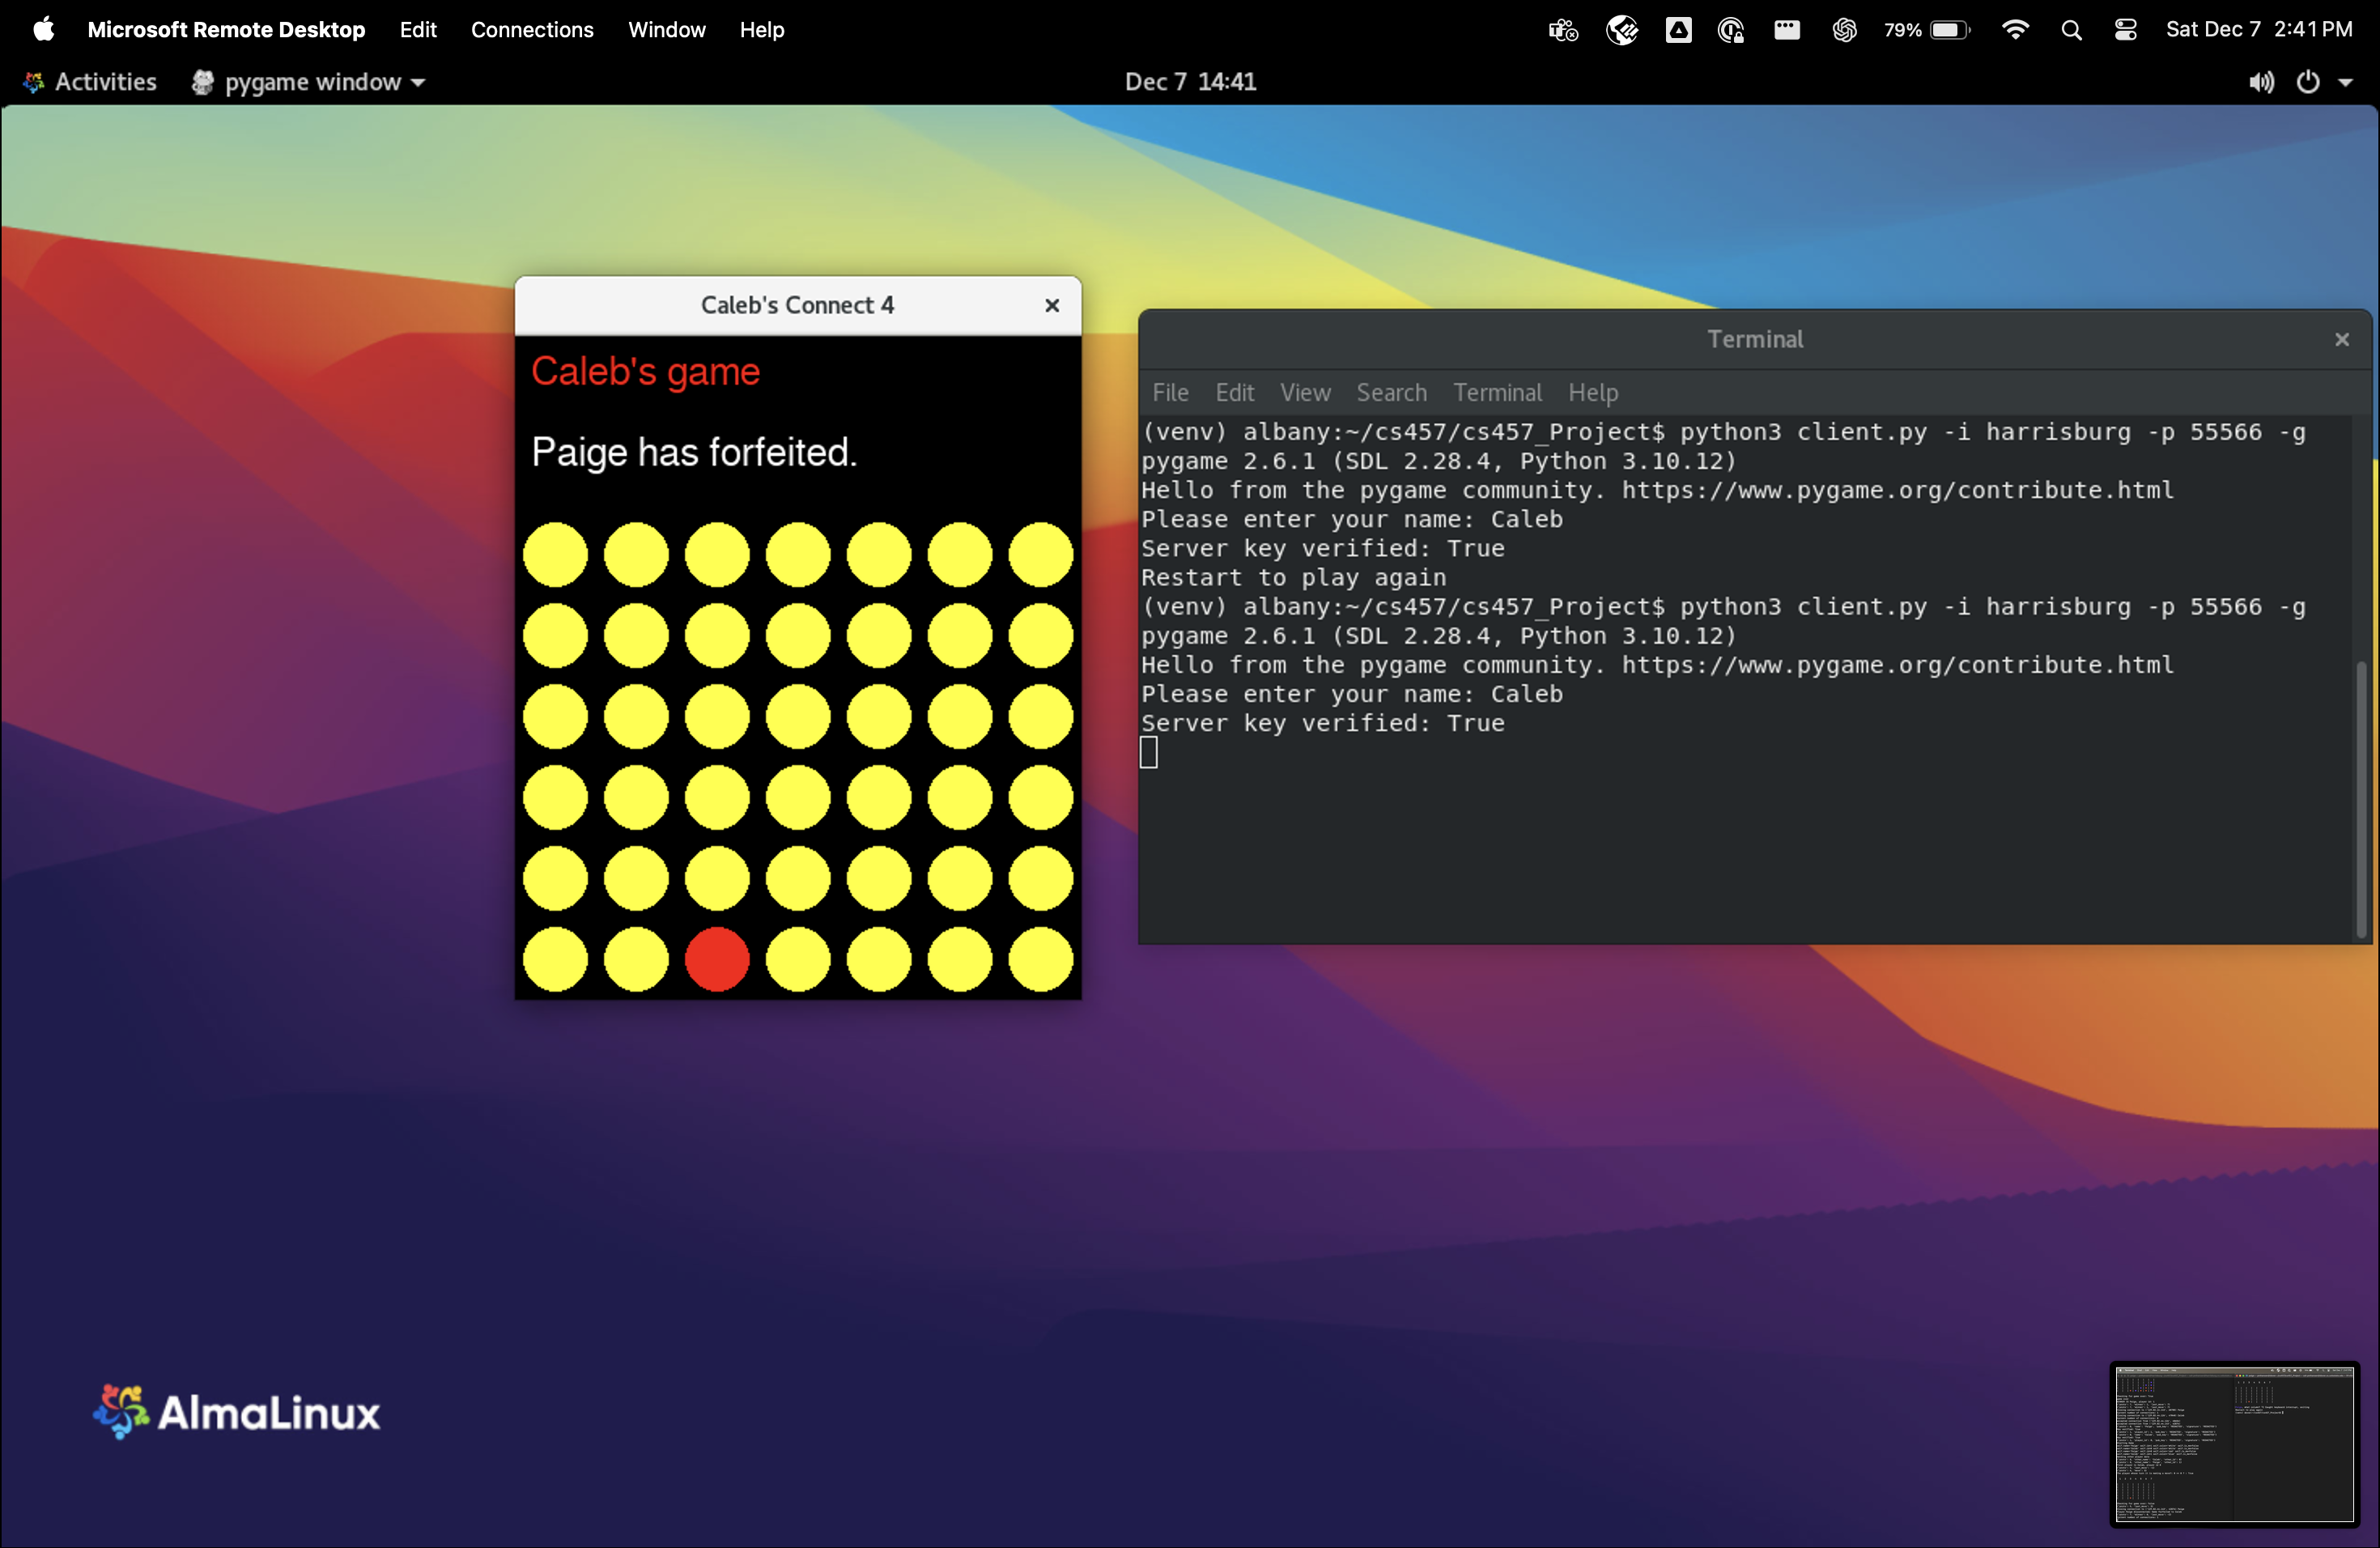 Microsoft Remote Desktop Edit Connections Window Help 79% Sat Dec 7 2:41 PM
Activities pygame window Dec 7 14:41
Caleb's Connect 4
Caleb's game
Paige has forfeited.
Terminal
File Edit View Search Terminal Help
(venv) albany:~/cs457/cs457_Project$ python3 client.py -i harrisburg -p 55566 -g
pygame 2.6.1 (SDL 2.28.4, Python 3.10.12)
Hello from the pygame community. https://www.pygame.org/contribute.html
Please enter your name: Caleb
Server key verified: True
Restart to play again
(venv) albany:~/cs457/cs457_Project$ python3 client.py -i harrisburg -p 55566 -g
pygame 2.6.1 (SDL 2.28.4, Python 3.10.12)
Hello from the pygame community. https://www.pygame.org/contribute.html
Please enter your name: Caleb
Server key verified: True
AlmaLinux